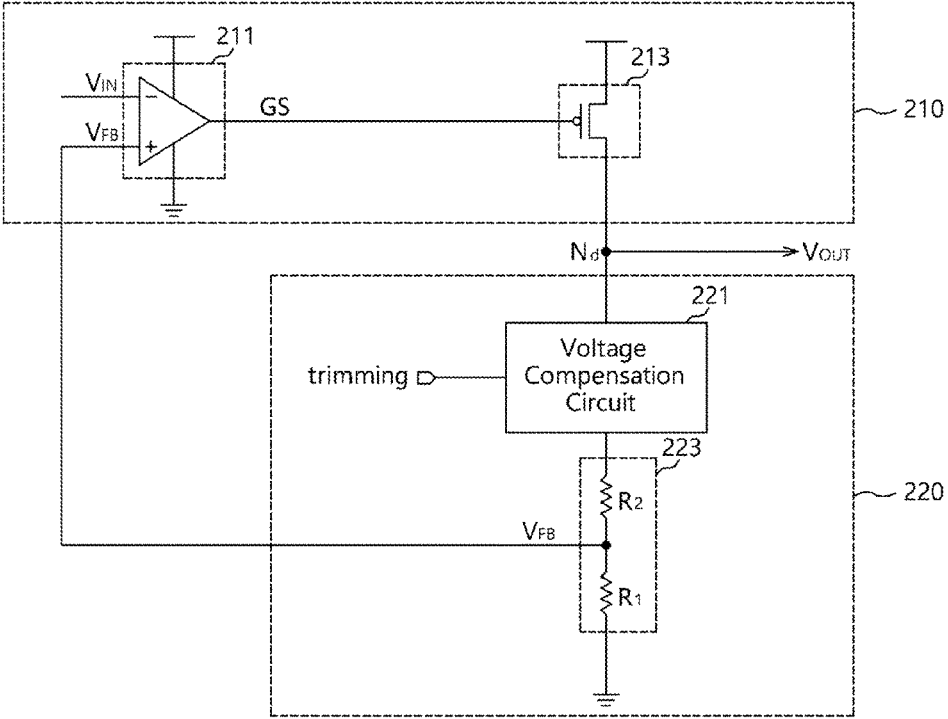 211
213
VIN
GS
210
VFB
Nd
VOUT
221
Voltage
Compensation
Circuit
trimming
223
R2
220
VFB
R1